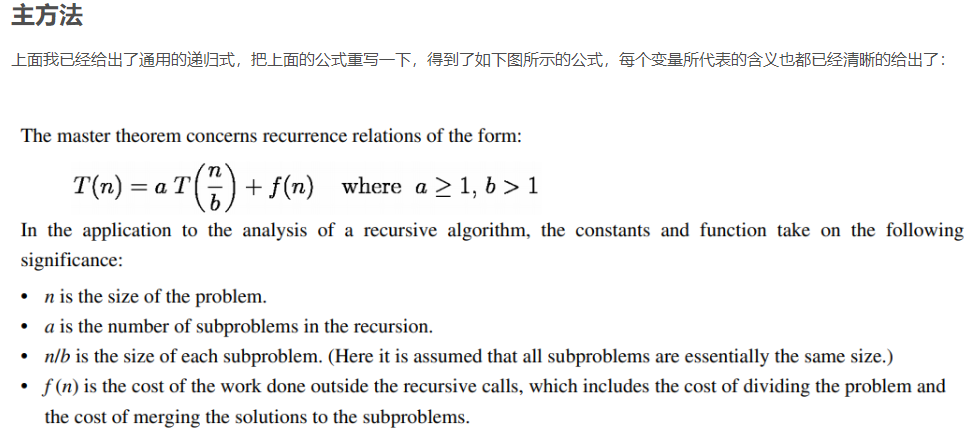 主方法
上面我已经给出了通用的递归式，把上面的公式重写一下，得到了如下图所示的公式，每个变量所代表的含义也都已经清晰的给出了：
The master theorem concerns recurrence relations of the form:
T(n) = a T(n/b) + f(n) where a ≥ 1, b > 1
In the application to the analysis of a recursive algorithm, the constants and function take on the following
significance:
• n is the size of the problem.
• a is the number of subproblems in the recursion.
• n/b is the size of each subproblem. (Here it is assumed that all subproblems are essentially the same size.)
• f (n) is the cost of the work done outside the recursive calls, which includes the cost of dividing the problem and
the cost of merging the solutions to the subproblems.